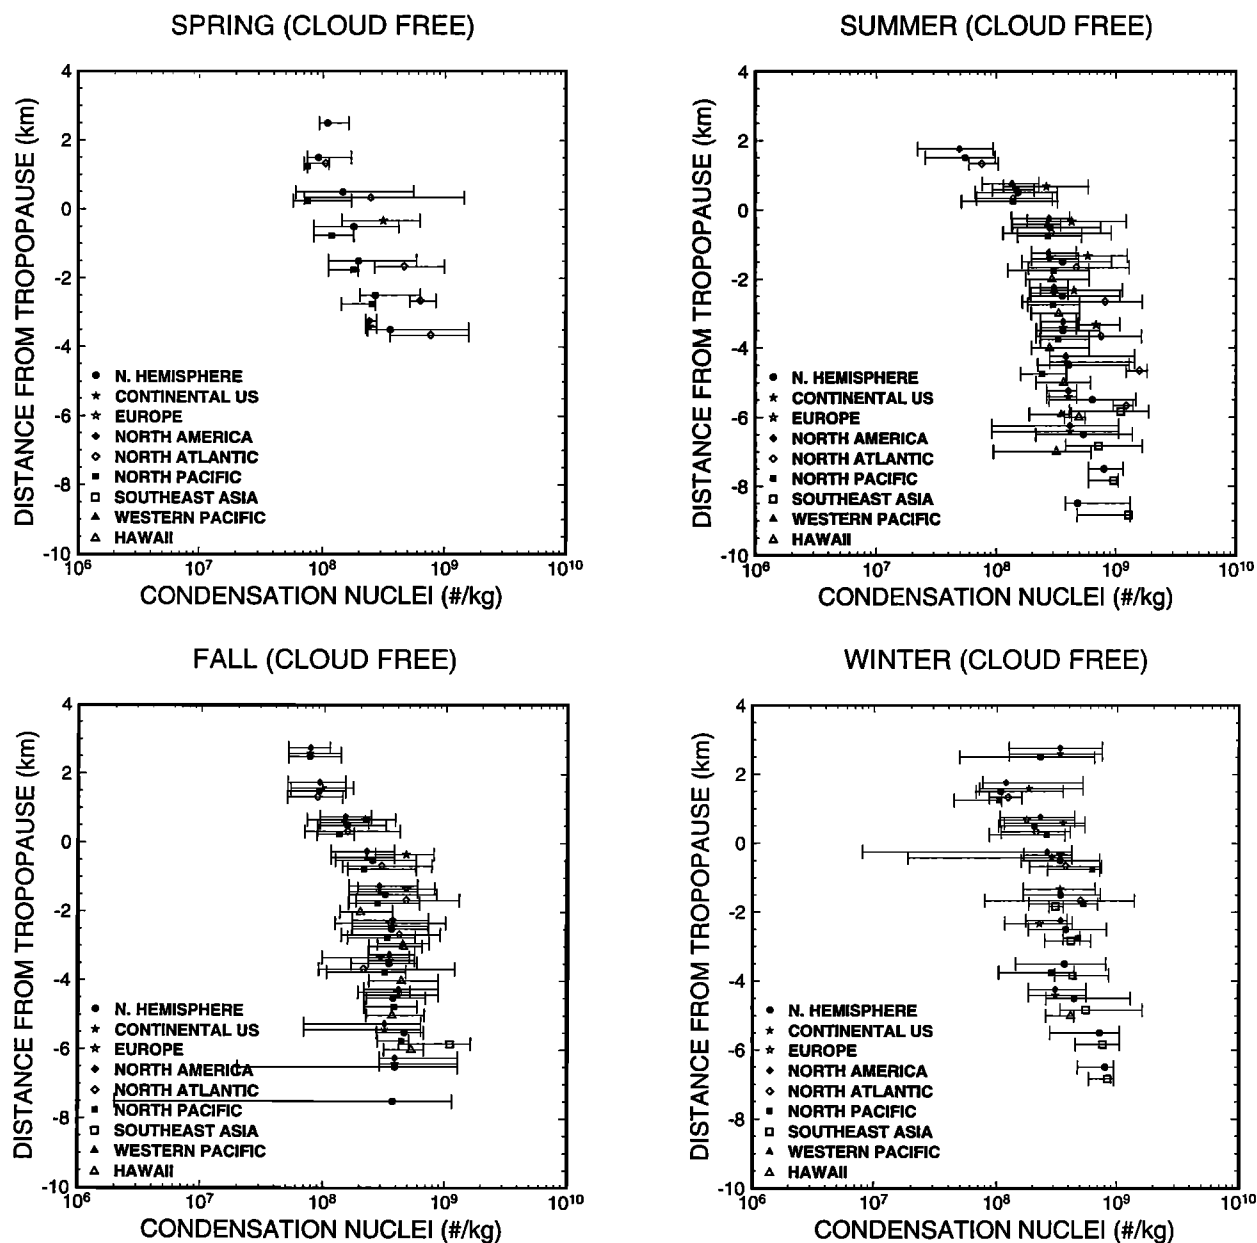 SPRING (CLOUD FREE)
DISTANCE FROM TROPOPAUSE (km)
4
2
0
-2
-4
-6
-8
-10
N. HEMISPHERE
CONTINENTAL US
EUROPE
NORTH AMERICA
NORTH ATLANTIC
NORTH PACIFIC
SOUTHEAST ASIA
WESTERN PACIFIC
HAWAII
10^6 10^7 10^8 10^9 10^10
CONDENSATION NUCLEI (#/kg)
SUMMER (CLOUD FREE)
DISTANCE FROM TROPOPAUSE (km)
4
2
0
-2
-4
-6
-8
-10
N. HEMISPHERE
CONTINENTAL US
EUROPE
NORTH AMERICA
NORTH ATLANTIC
NORTH PACIFIC
SOUTHEAST ASIA
WESTERN PACIFIC
HAWAII
10^6 10^7 10^8 10^9 10^10
CONDENSATION NUCLEI (#/kg)
FALL (CLOUD FREE)
DISTANCE FROM TROPOPAUSE (km)
4
2
0
-2
-4
-6
-8
-10
N. HEMISPHERE
CONTINENTAL US
EUROPE
NORTH AMERICA
NORTH ATLANTIC
NORTH PACIFIC
SOUTHEAST ASIA
WESTERN PACIFIC
HAWAII
10^6 10^7 10^8 10^9 10^10
CONDENSATION NUCLEI (#/kg)
WINTER (CLOUD FREE)
DISTANCE FROM TROPOPAUSE (km)
4
2
0
-2
-4
-6
-8
-10
N. HEMISPHERE
CONTINENTAL US
EUROPE
NORTH AMERICA
NORTH ATLANTIC
NORTH PACIFIC
SOUTHEAST ASIA
WESTERN PACIFIC
HAWAII
10^6 10^7 10^8 10^9 10^10
CONDENSATION NUCLEI (#/kg)